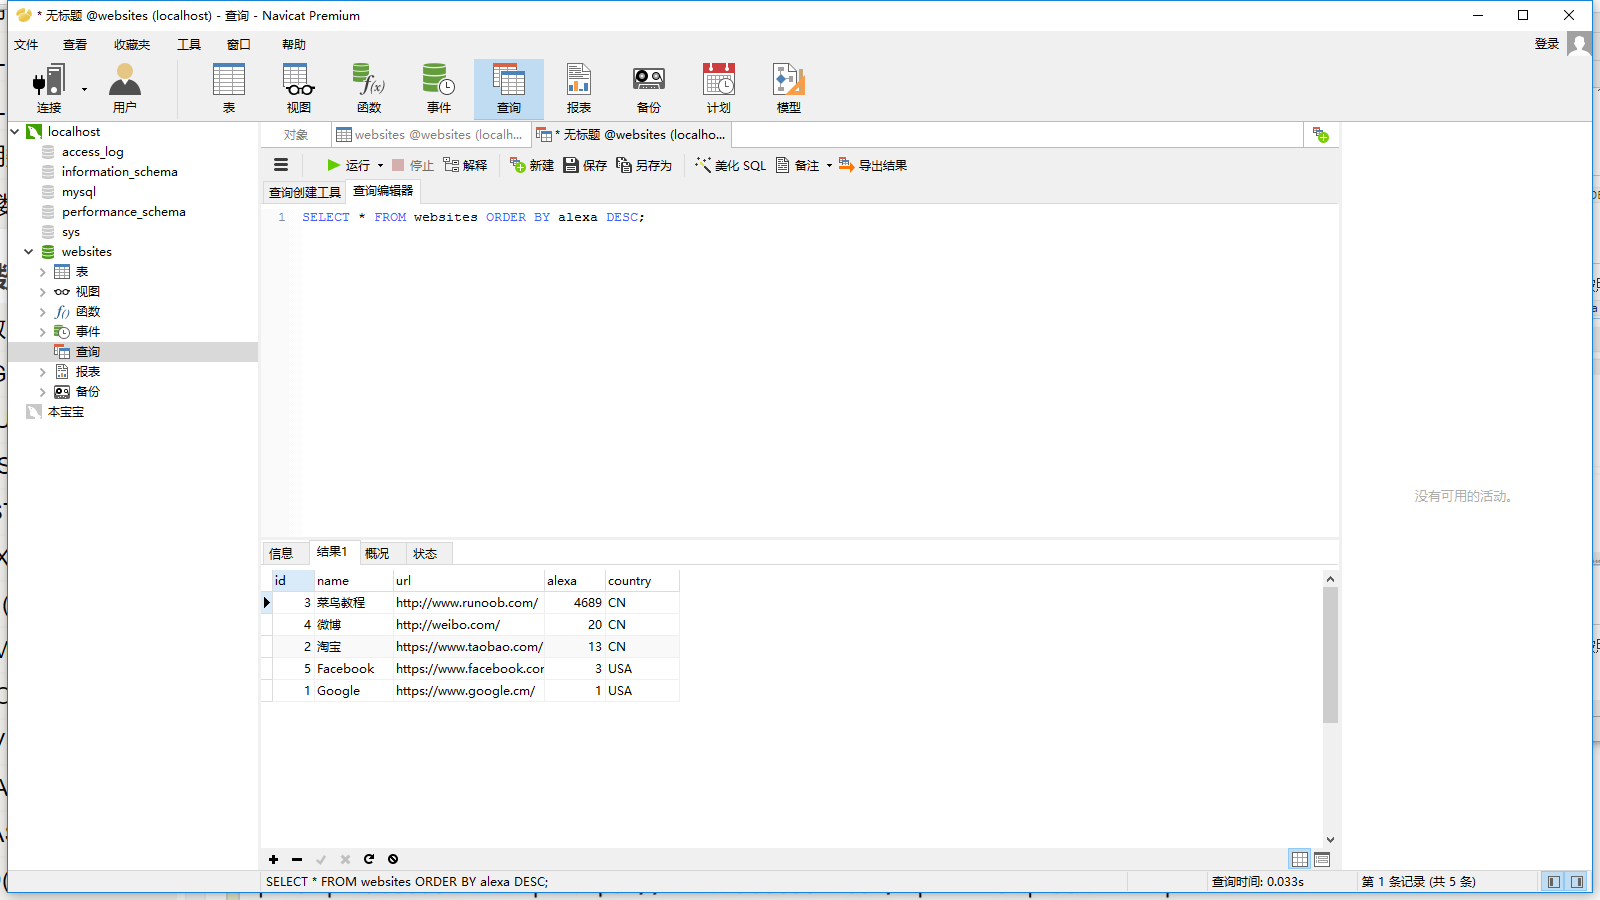 * 无标题 @websites (localhost) - 查询 - Navicat Premium
文件 查看 收藏夹 工具 窗口 帮助 登录
连接 用户 表 视图 函数 事件 查询 报表 备份 计划 模型
localhost
access_log
information_schema
mysql
performance_schema
sys
websites
表
视图
函数
事件
查询
报表
备份
本宝宝
对象 websites @websites (localh... * 无标题 @websites (localho...
运行 停止 解释 新建 保存 另存为 美化 SQL 备注 导出结果
查询创建工具 查询编辑器
1 SELECT * FROM websites ORDER BY alexa DESC;
没有可用的活动。
信息 结果1 概况 状态
id name url alexa country
3 菜鸟教程 http://www.runoob.com/ 4689 CN
4 微博 http://weibo.com/ 20 CN
2 淘宝 https://www.taobao.com/ 13 CN
5 Facebook https://www.facebook.cor 3 USA
1 Google https://www.google.cm/ 1 USA
SELECT * FROM websites ORDER BY alexa DESC; 查询时间: 0.033s 第 1 条记录 (共 5 条)